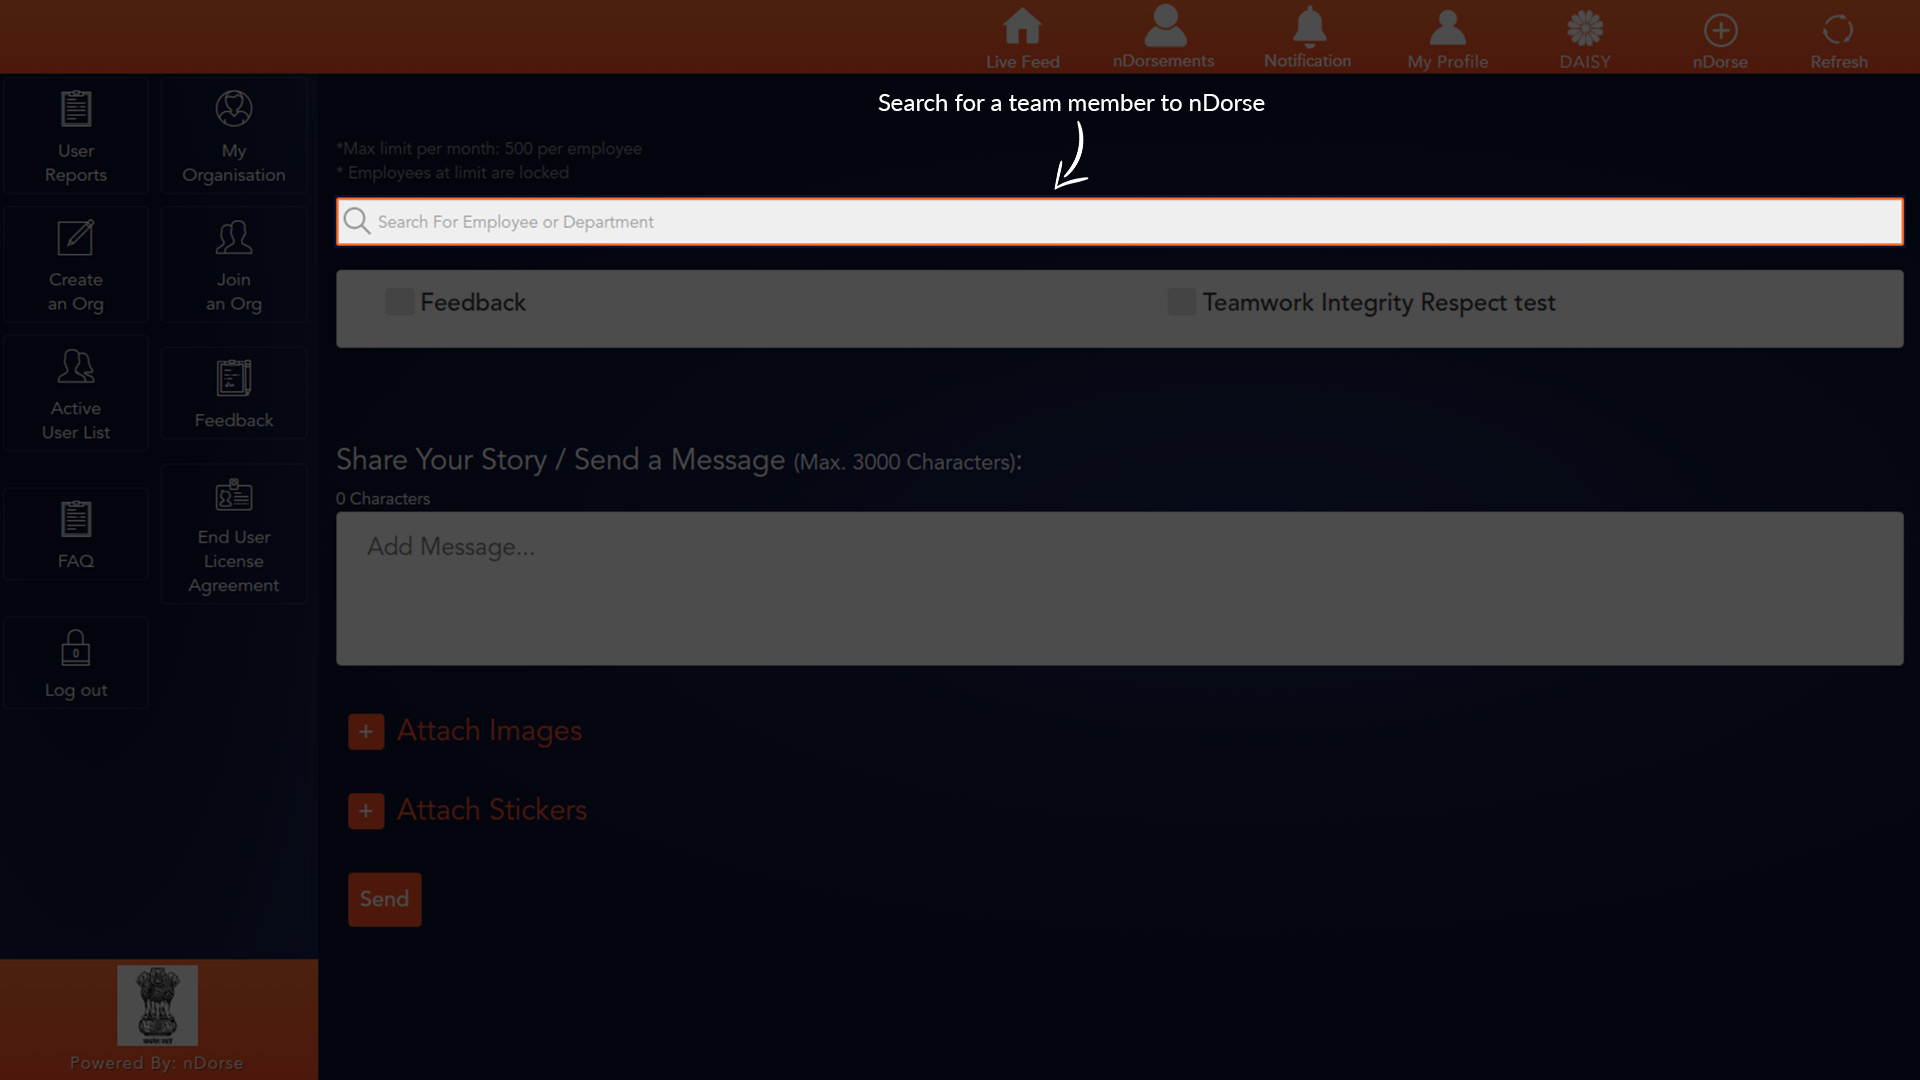 Live Feed
nDorsements
Notification
My Profile
DAISY
nDorse
Refresh
User
Reports
My
Organisation
Create
an Org
Join
an Org
Active
User List
Feedback
FAQ
End User
License
Agreement
0
Log out
Powered By: nDorse
Search for a team member to nDorse
*Max limit per month: 500 per employee
* Employees at limit are locked
Search For Employee or Department
Feedback
Teamwork Integrity Respect test
Share Your Story / Send a Message (Max. 3000 Characters):
0 Characters
Add Message...
+ Attach Images
+ Attach Stickers
Send